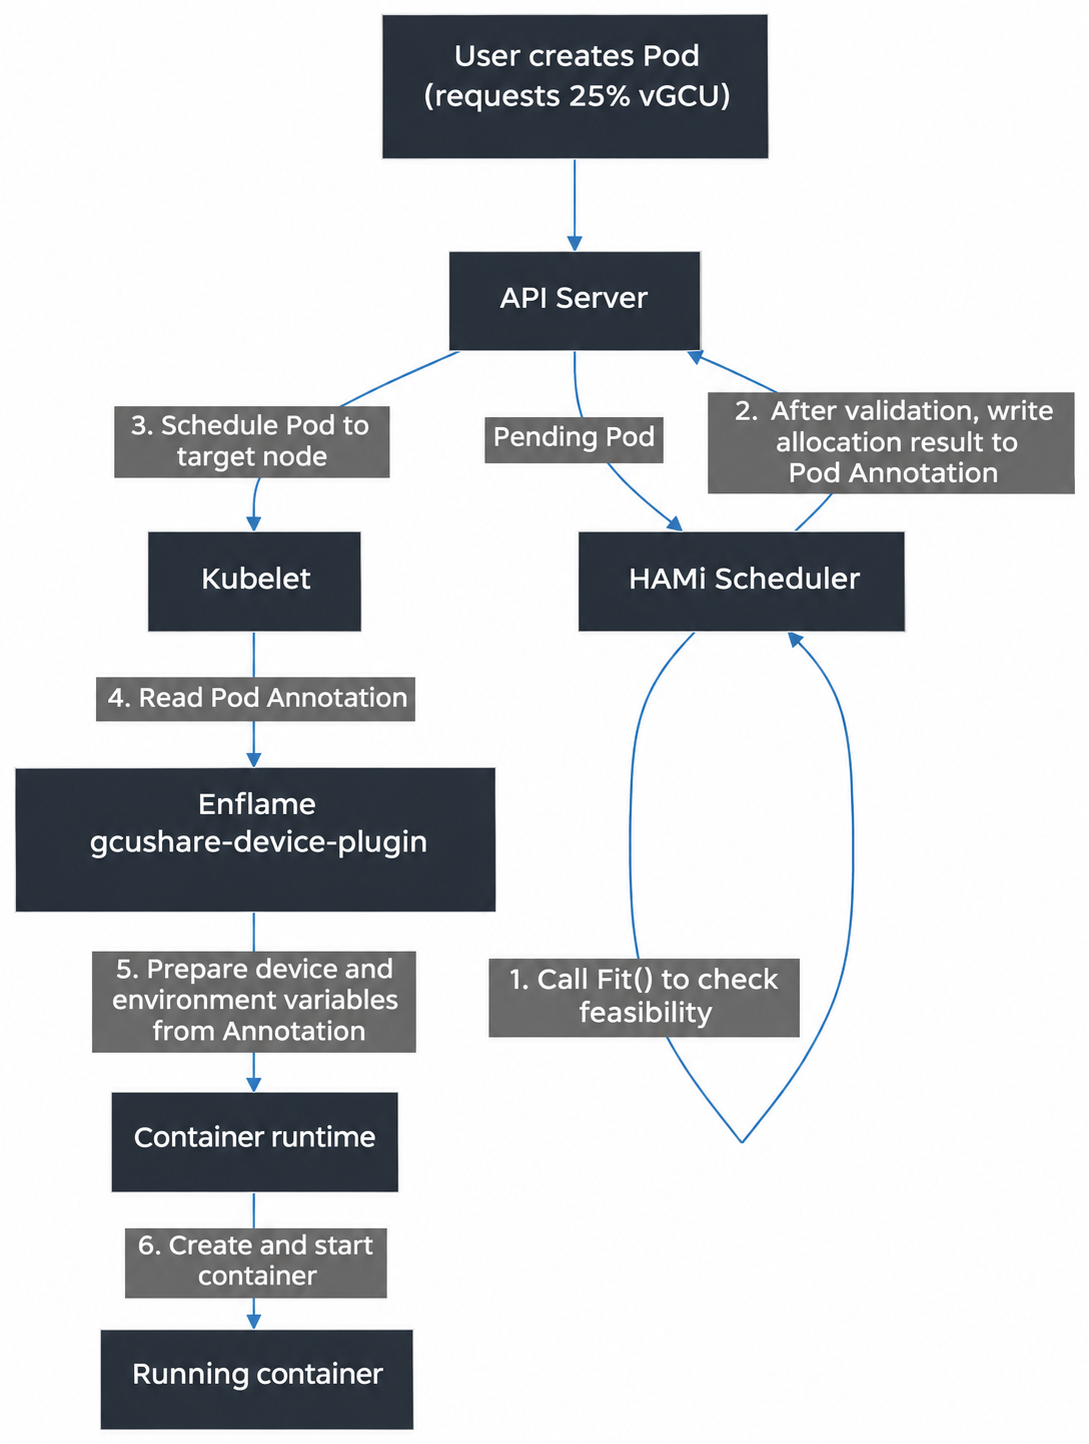 User creates Pod
(requests 25% vGCU)
API Server
3. Schedule Pod to
target node
Pending Pod
2. After validation, write
allocation result to
Pod Annotation
Kubelet
HAMi Scheduler
4. Read Pod Annotation
Enflame
gcushare-device-plugin
5. Prepare device and
environment variables
from Annotation
1. Call Fit() to check
feasibility
Container runtime
6. Create and start
container
Running container